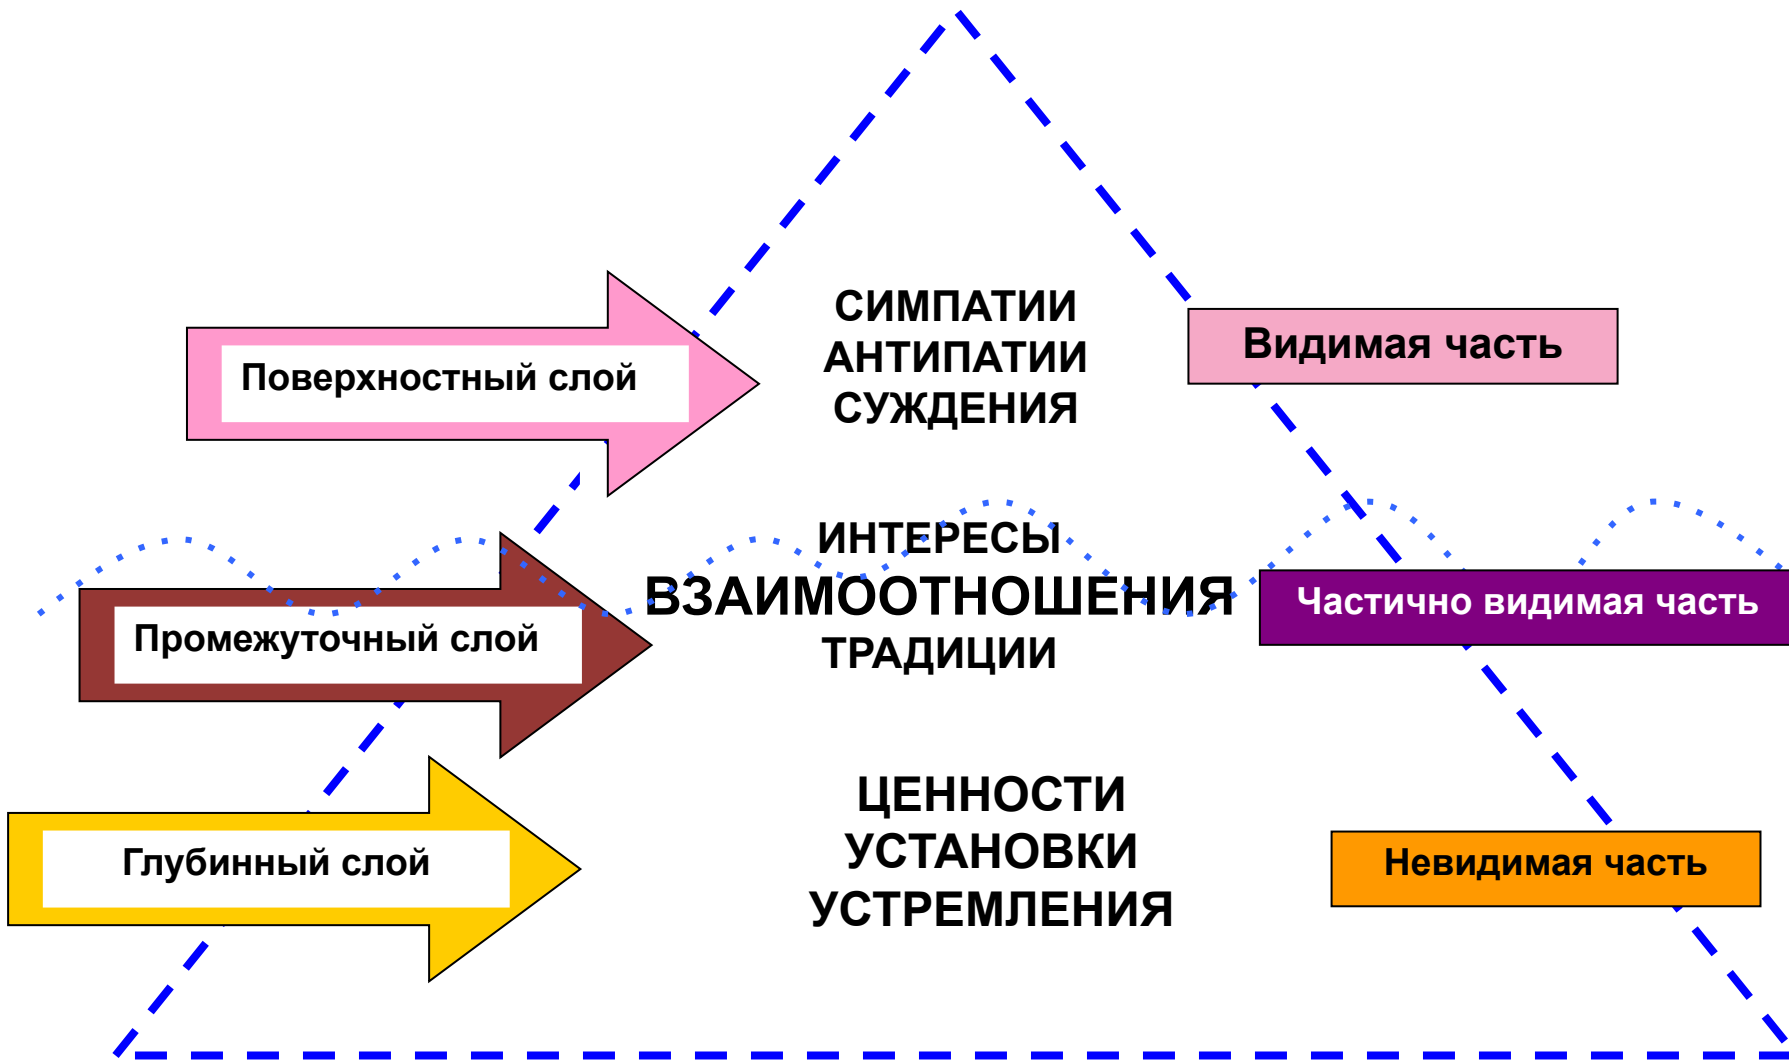 Поверхностный слой
СИМПАТИИ
АНТИПАТИИ
СУЖДЕНИЯ
Видимая часть
Промежуточный слой
ИНТЕРЕСЫ
ВЗАИМООТНОШЕНИЯ
ТРАДИЦИИ
Частично видимая часть
Глубинный слой
ЦЕННОСТИ
УСТАНОВКИ
УСТРЕМЛЕНИЯ
Невидимая часть